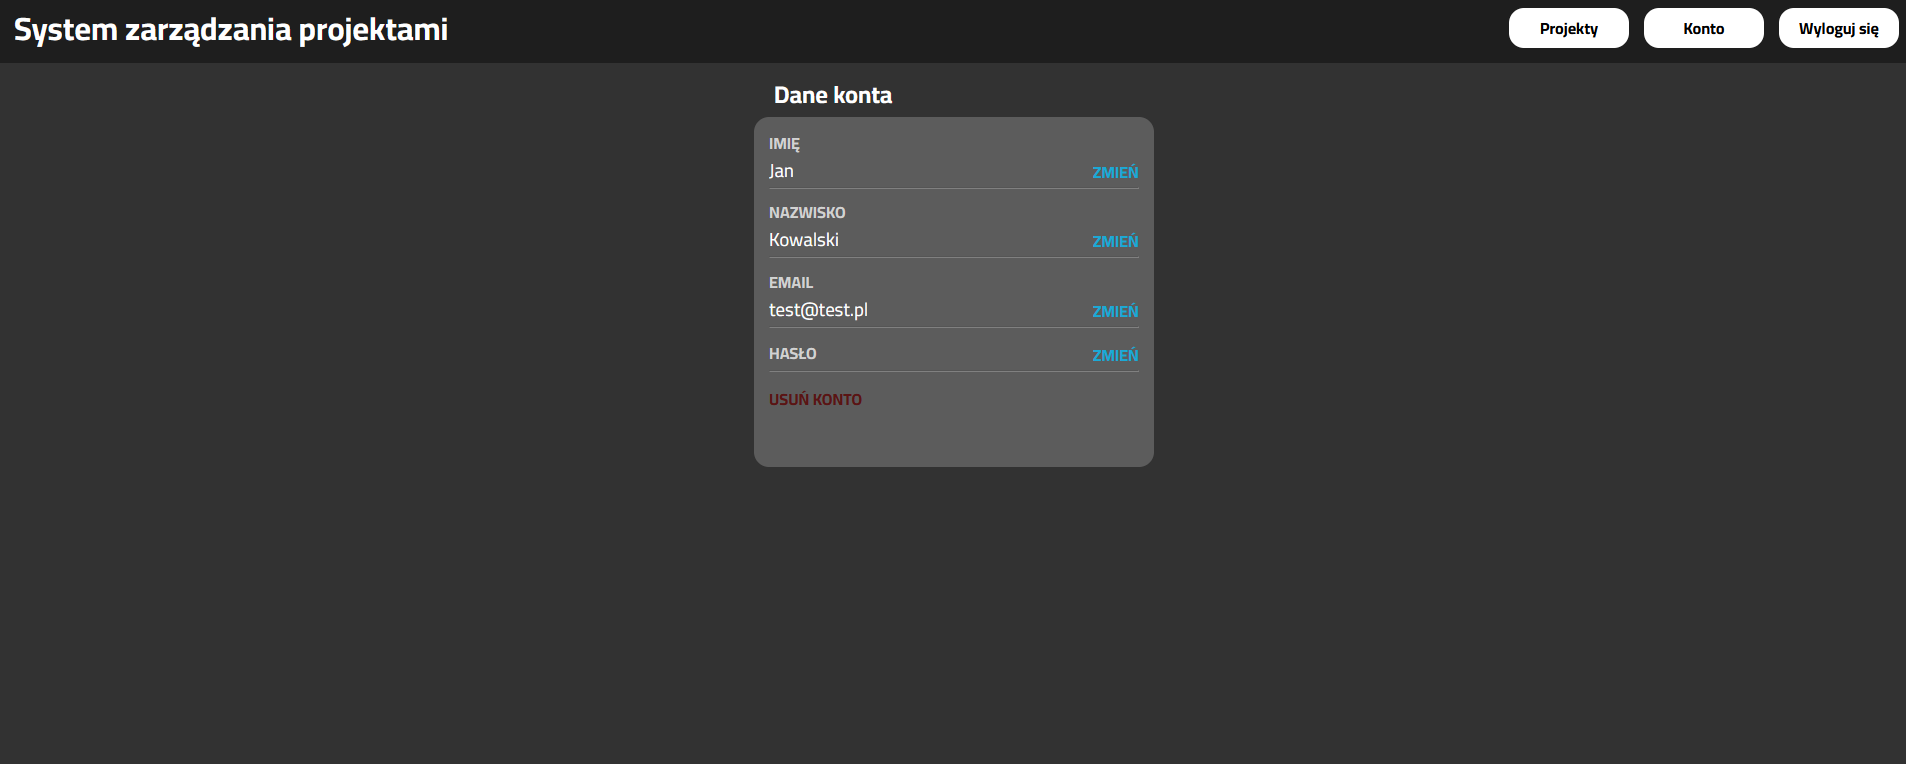 System zarządzania projektami
Projekty
Konto
Wyloguj się
Dane konta
IMIĘ
Jan
ZMIEŃ
NAZWISKO
Kowalski
ZMIEŃ
EMAIL
test@test.pl
ZMIEŃ
HASŁO
ZMIEŃ
USUŃ KONTO